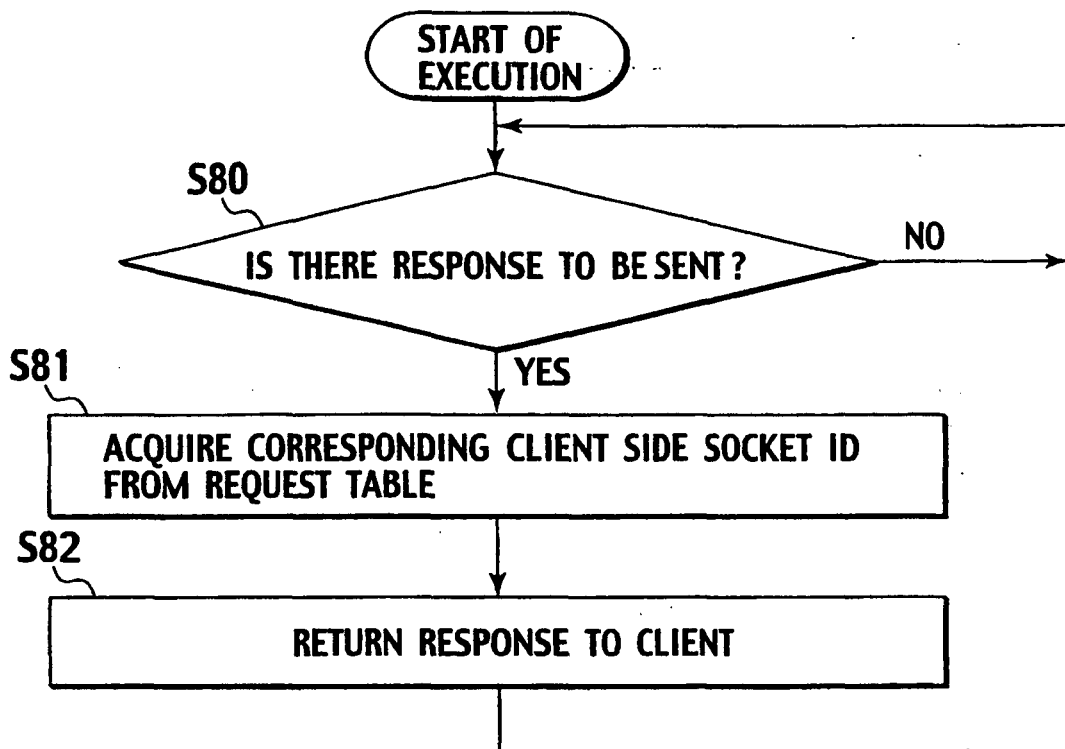 START OF
EXECUTION
S80
IS THERE RESPONSE TO BE SENT?
NO
YES
S81
ACQUIRE CORRESPONDING CLIENT SIDE SOCKET ID
FROM REQUEST TABLE
S82
RETURN RESPONSE TO CLIENT